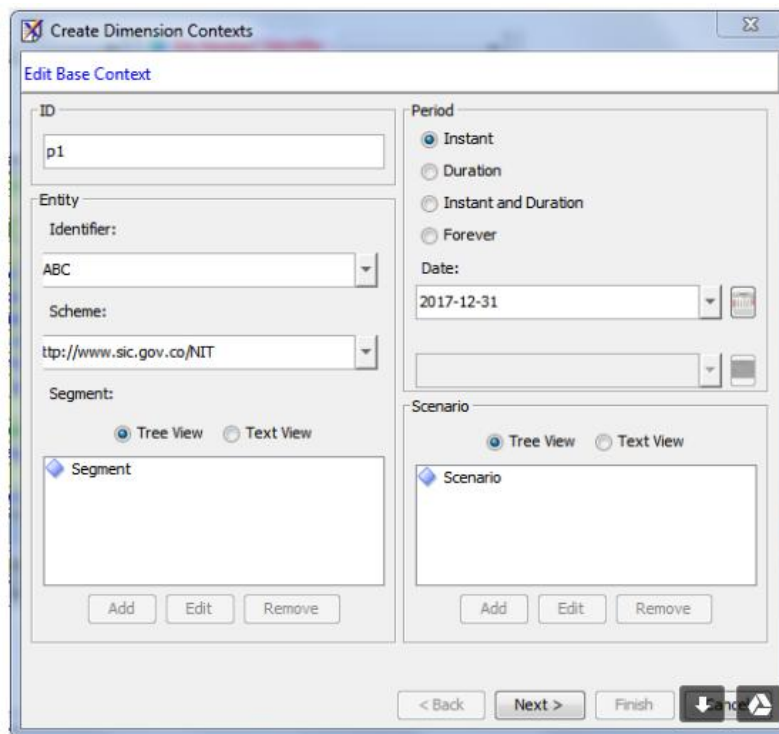 Create Dimension Contexts
Edit Base Context
ID
p1
Entity
Identifier:
ABC
Scheme:
ttp://www.sic.gov.co/NIT
Segment:
Tree View Text View
Segment
Add Edit Remove
Period
Instant
Duration
Instant and Duration
Forever
Date:
2017-12-31
Scenario
Tree View Text View
Scenario
Add Edit Remove
< Back Next > Finish Cancel